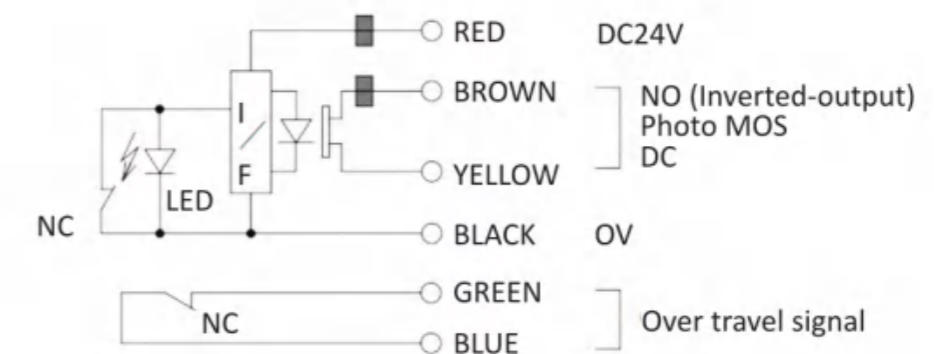 RED DC24V
BROWN
NO (Inverted-output)
Photo MOS
DC
I
F
LED
YELLOW
NC
BLACK OV
GREEN
NC
Over travel signal
BLUE